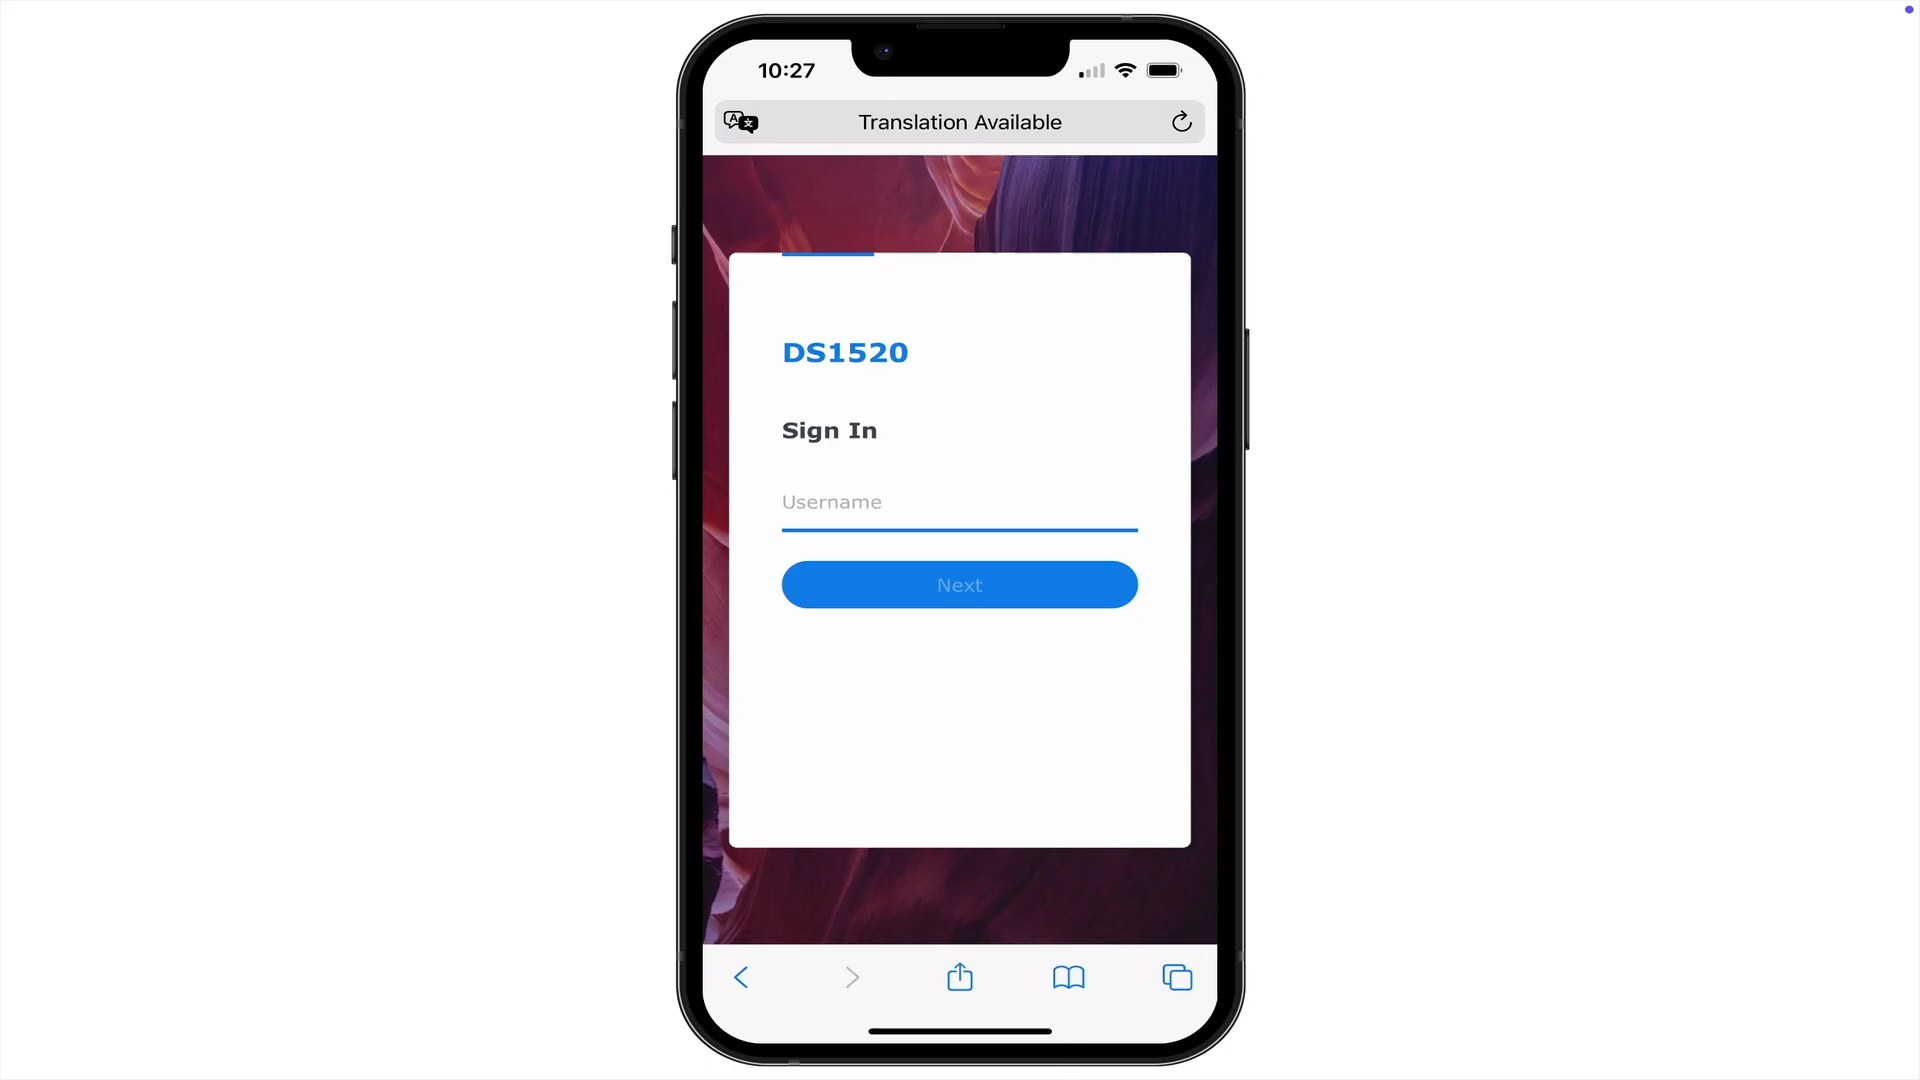 10:27
Translation Available
DS1520
Sign In
Username
Next